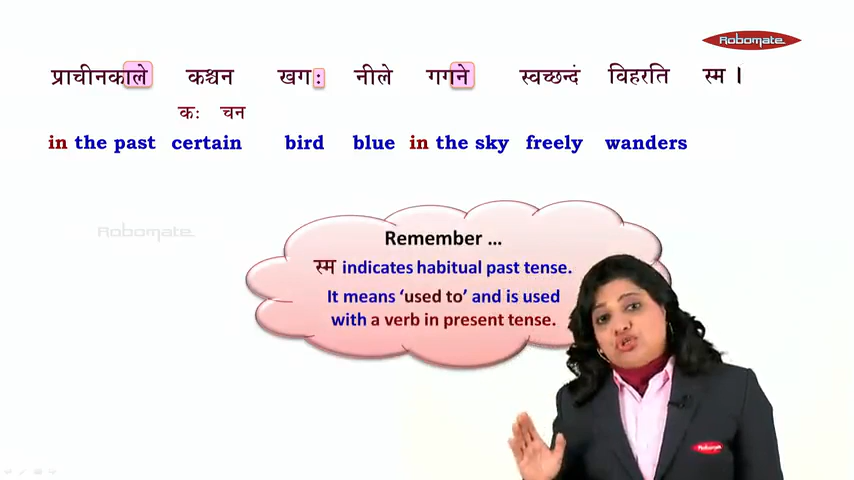 Robomate
प्राचीनकाले कश्चन खगः नीले गगने स्वच्छन्दं विहरति स्म ।
कः चन
in the past certain bird blue in the sky freely wanders
Robomate
Remember ...
स्म indicates habitual past tense.
It means ‘used to’ and is used
with a verb in present tense.
Robomate